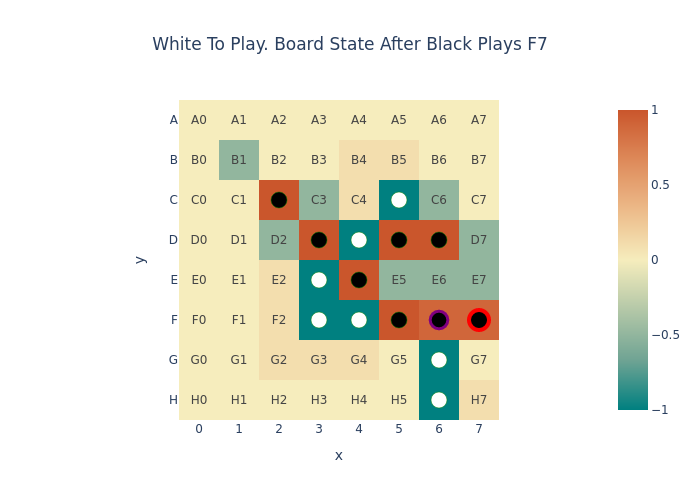 White To Play. Board State After Black Plays F7
A A0 A1 A2 A3 A4 A5 A6 A7
B B0 B1 B2 B3 B4 B5 B6 B7
C C0 C1 C3 C4 C6 C7
D D0 D1 D2 D7
E E0 E1 E2 E5 E6 E7
F F0 F1 F2
G G0 G1 G2 G3 G4 G5 G7
H H0 H1 H2 H3 H4 H5 H7
0 1 2 3 4 5 6 7
x
y
1
0.5
0
−0.5
−1